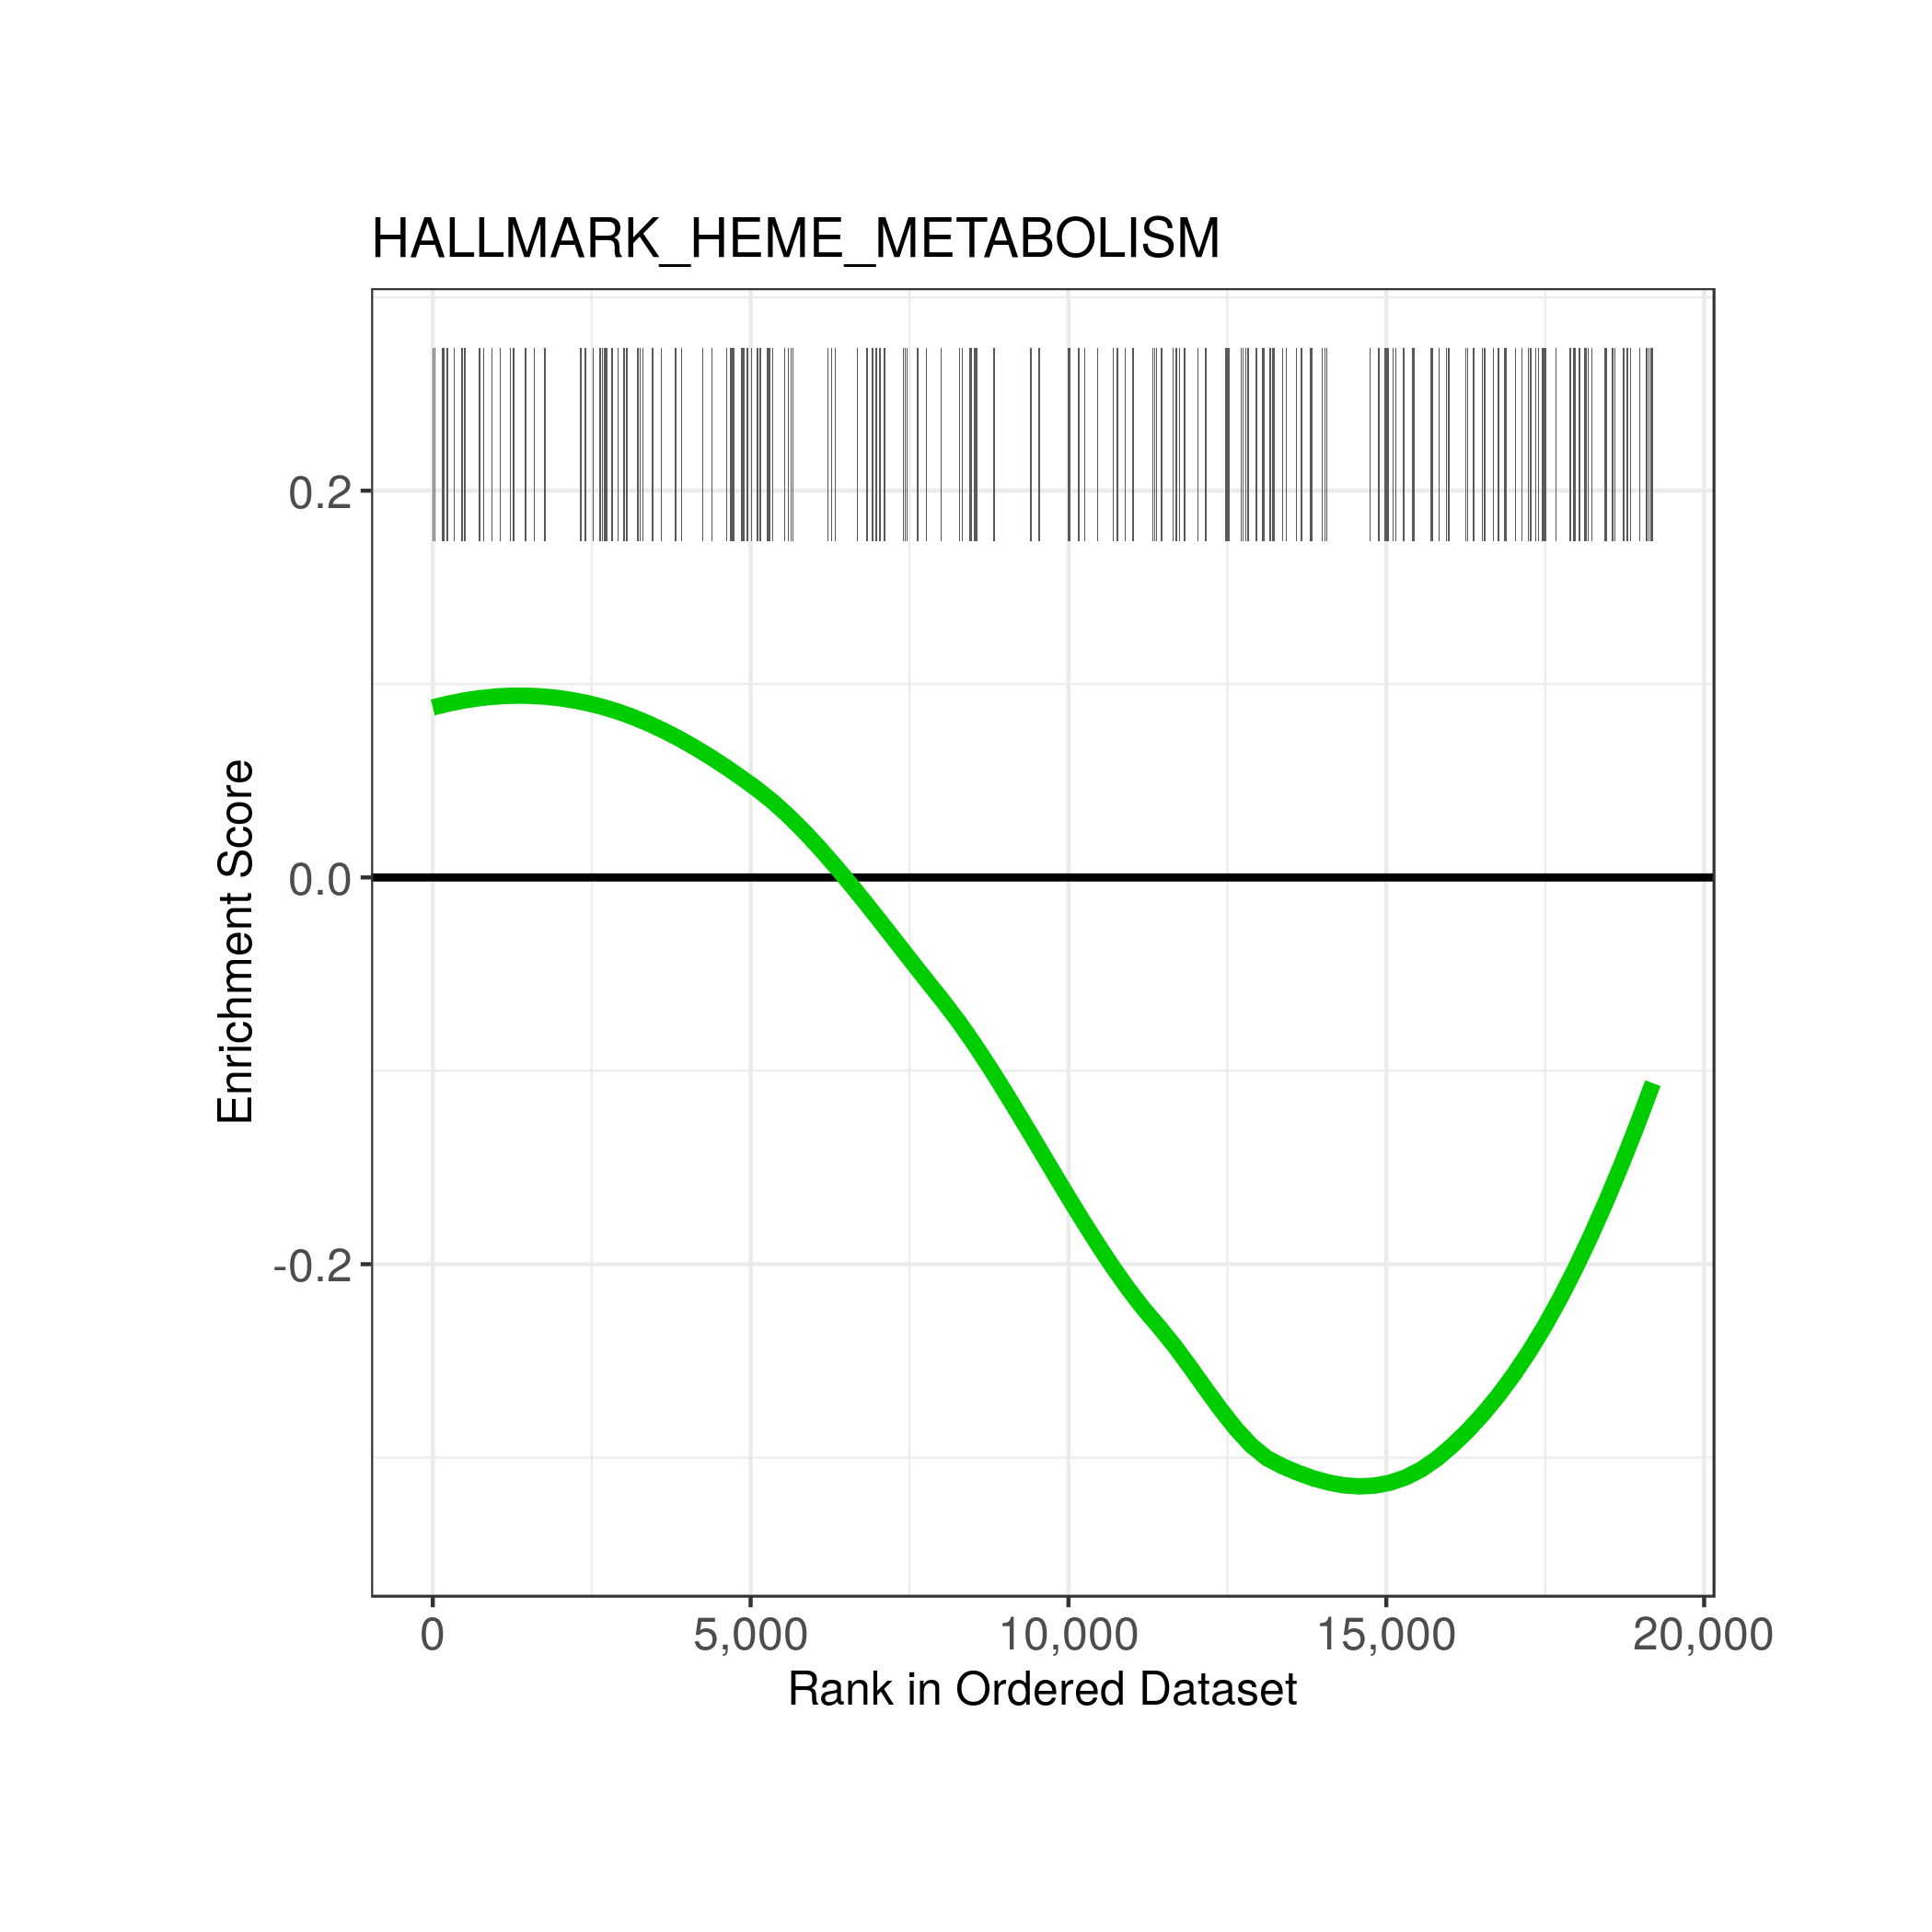 HALLMARK_HEME_METABOLISM
0.2
0.0
-0.2
Enrichment Score
0 5,000 10,000 15,000 20,000
Rank in Ordered Dataset